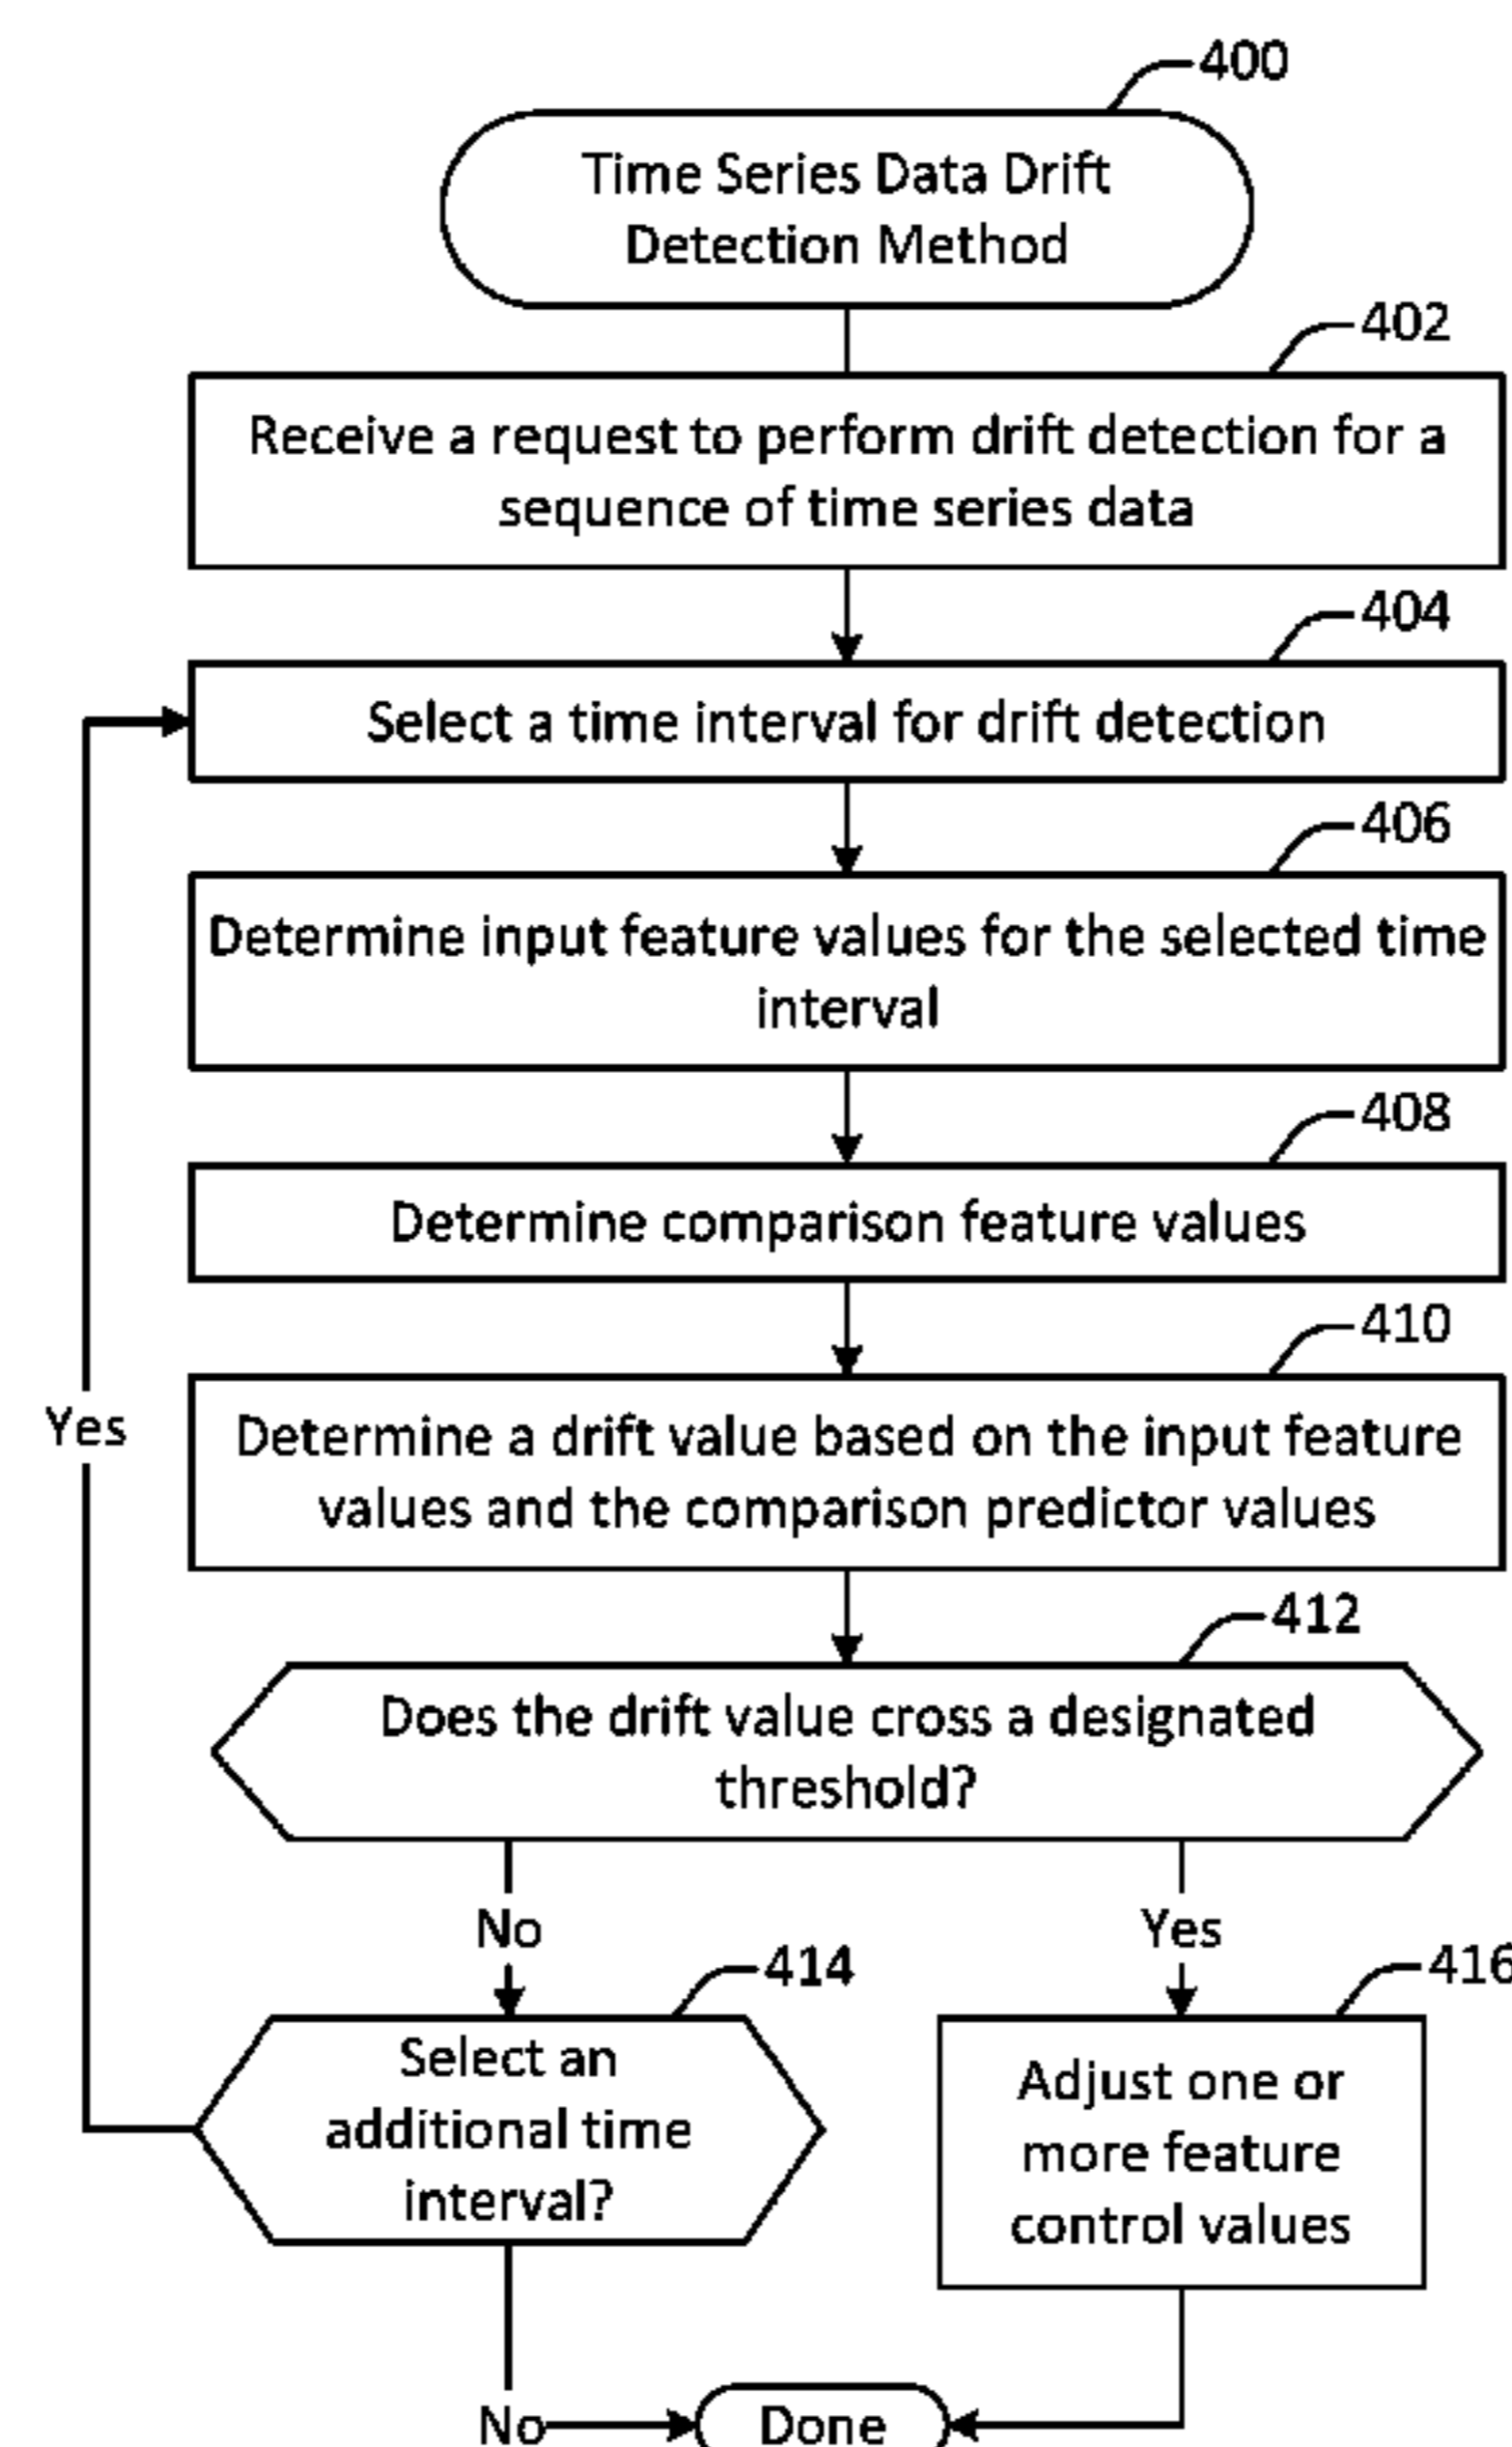 400
Time Series Data Drift
Detection Method
402
Receive a request to perform drift detection for a
sequence of time series data
404
Select a time interval for drift detection
406
Determine input feature values for the selected time
interval
408
Determine comparison feature values
410
Determine a drift value based on the input feature
values and the comparison predictor values
Yes
412
Does the drift value cross a designated
threshold?
No
Yes
414
416
Select an
additional time
interval?
Adjust one or
more feature
control values
No
Done